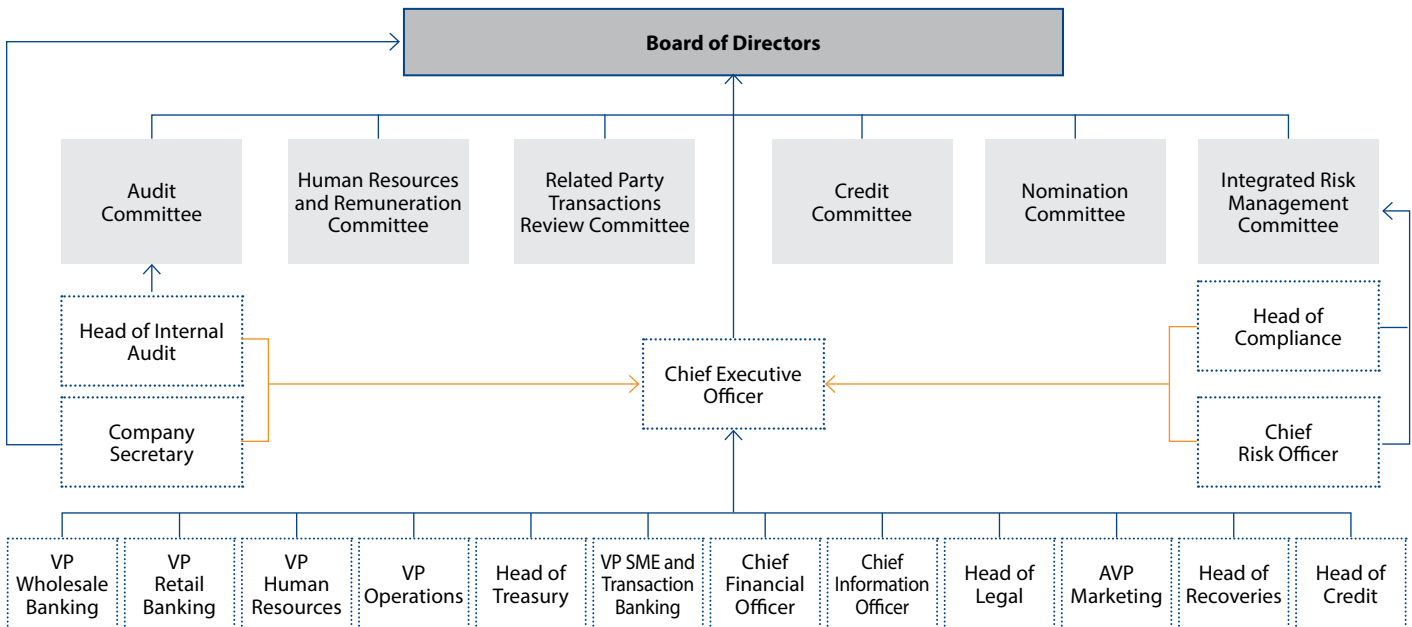 Board of Directors
Audit
Committee
Human Resources
and Remuneration
Committee
Related Party
Transactions
Review Committee
Credit
Committee
Nomination
Committee
Integrated Risk
Management
Committee
Head of Internal
Audit
Company
Secretary
Chief Executive
Officer
Head of
Compliance
Chief
Risk Officer
VP
Wholesale
Banking
VP
Retail
Banking
VP
Human
Resources
VP
Operations
Head of
Treasury
VP SME and
Transaction
Banking
Chief
Financial
Officer
Chief
Information
Officer
Head of
Legal
AVP
Marketing
Head of
Recoveries
Head of
Credit